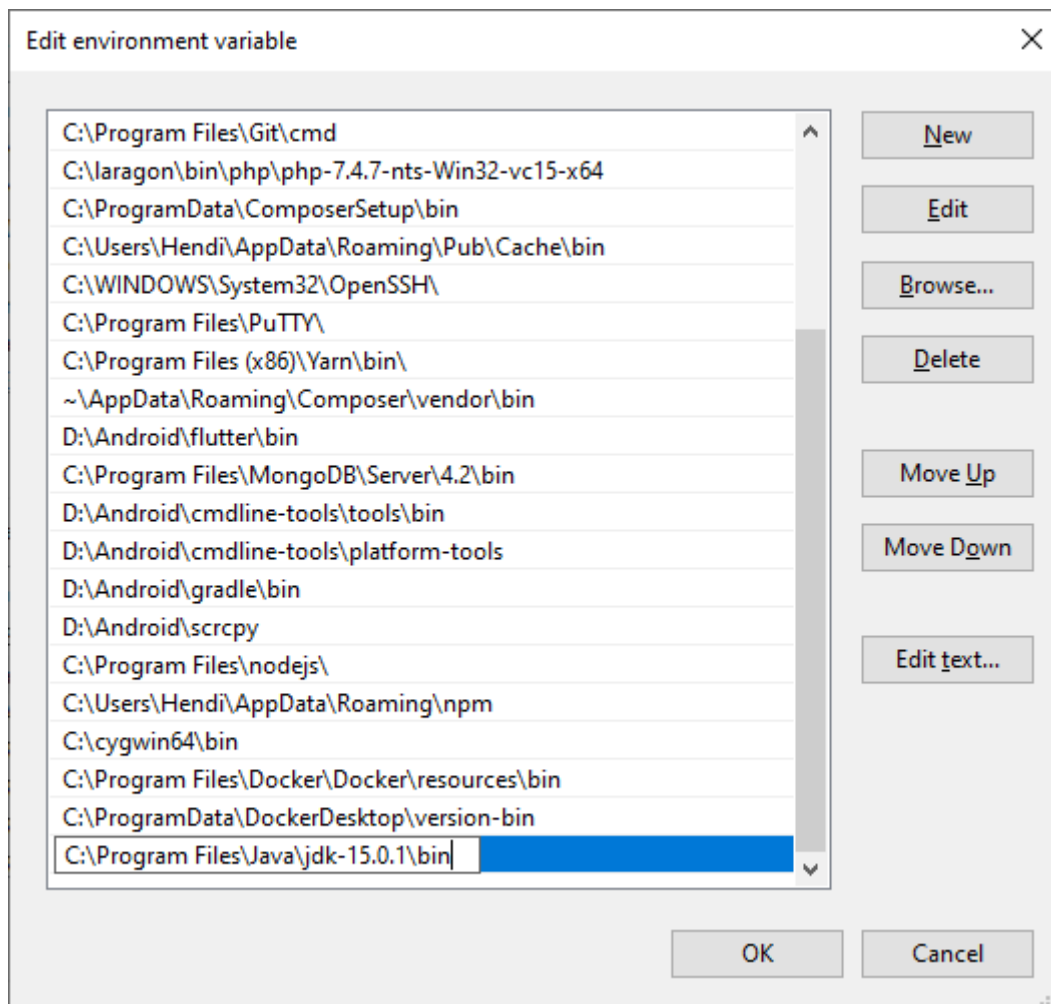 Edit environment variable
C:\Program Files\Git\cmd
C:\laragon\bin\php\php-7.4.7-nts-Win32-vc15-x64
C:\ProgramData\ComposerSetup\bin
C:\Users\Hendi\AppData\Roaming\Pub\Cache\bin
C:\WINDOWS\System32\OpenSSH\
C:\Program Files\PuTTY\
C:\Program Files (x86)\Yarn\bin\
~\AppData\Roaming\Composer\vendor\bin
D:\Android\flutter\bin
C:\Program Files\MongoDB\Server\4.2\bin
D:\Android\cmdline-tools\tools\bin
D:\Android\cmdline-tools\platform-tools
D:\Android\gradle\bin
D:\Android\scrcpy
C:\Program Files\nodejs\
C:\Users\Hendi\AppData\Roaming\npm
C:\cygwin64\bin
C:\Program Files\Docker\Docker\resources\bin
C:\ProgramData\DockerDesktop\version-bin
C:\Program Files\Java\jdk-15.0.1\bin
New
Edit
Browse...
Delete
Move Up
Move Down
Edit text...
OK
Cancel